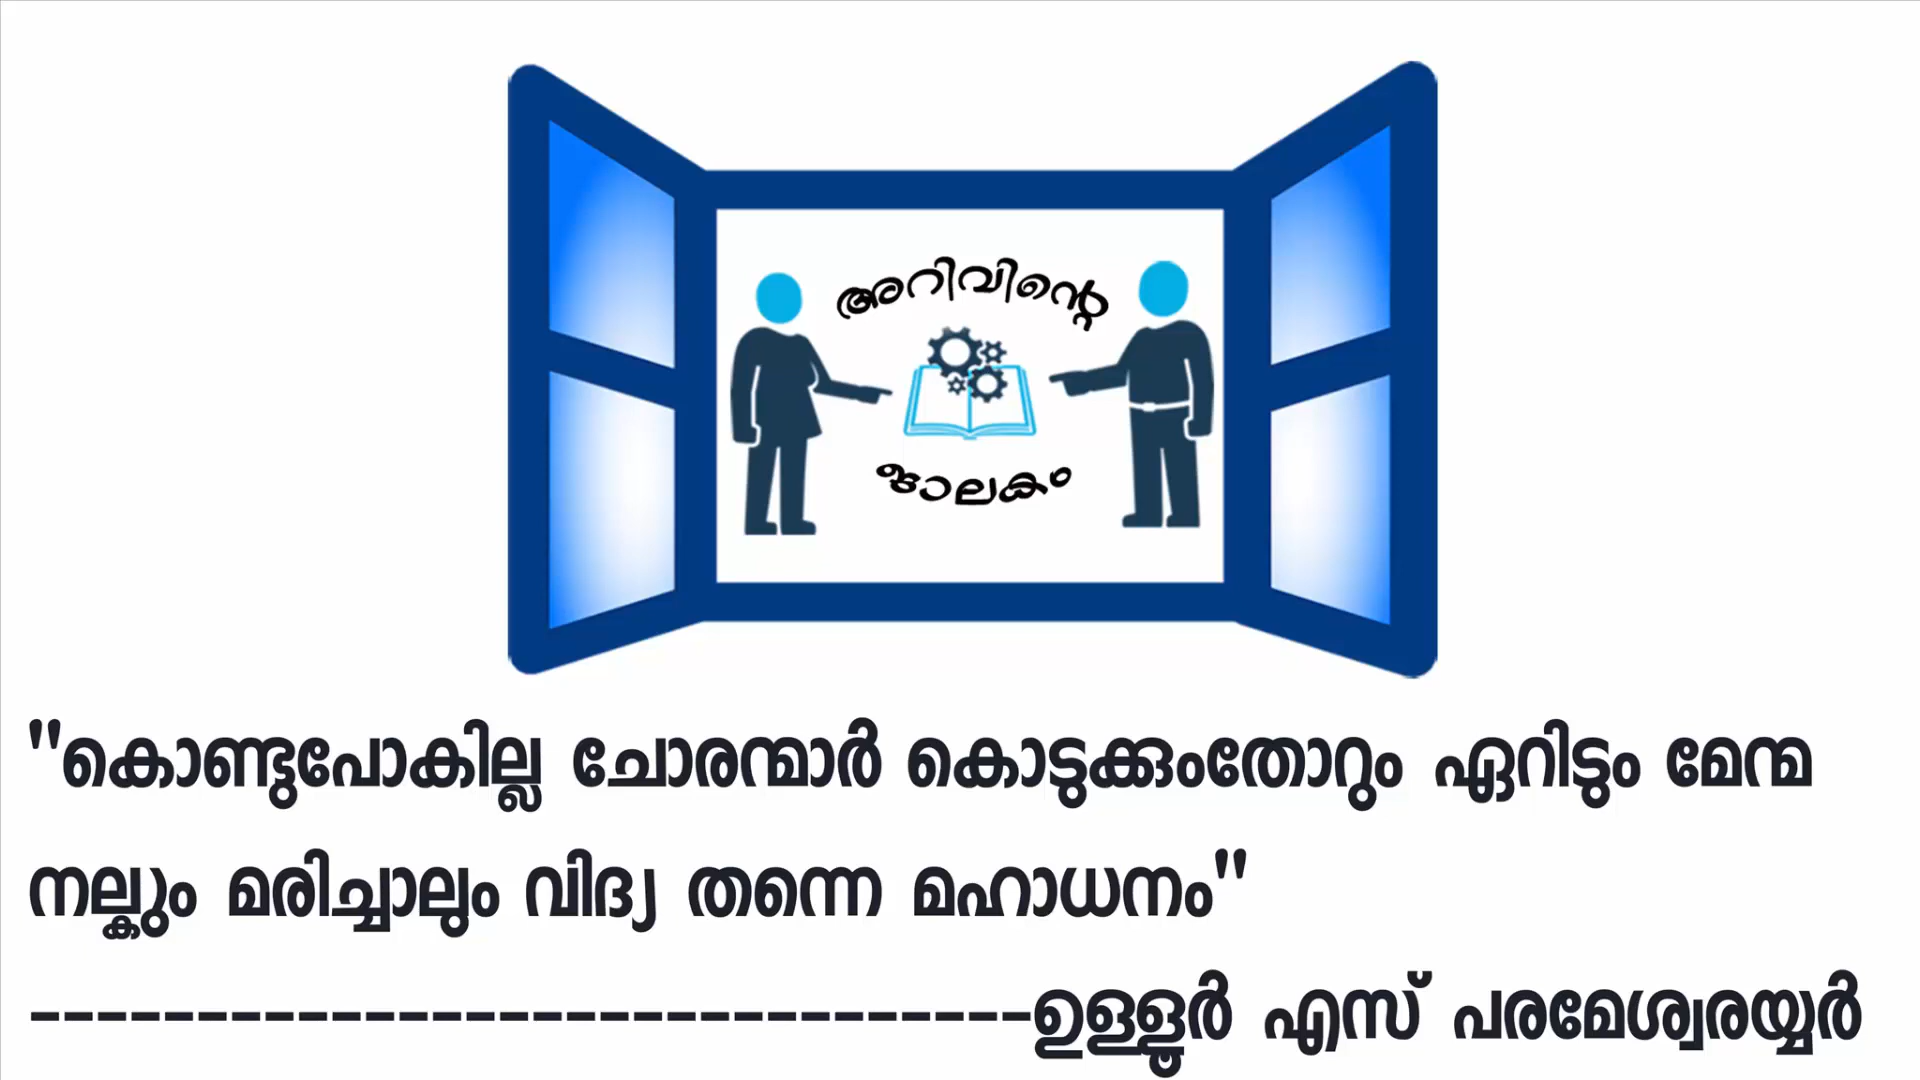 അറിവിന്റെ
ജാലകം
"കൊണ്ടുപോകില്ല ചോരന്മാർ കൊടുക്കുംതോറും ഏറിടും മേന്മ
നല്കും മരിച്ചാലും വിദ്യ തന്നെ മഹാധനം"
------------------------------ഉള്ളൂർ എസ് പരമേശ്വരയ്യർ